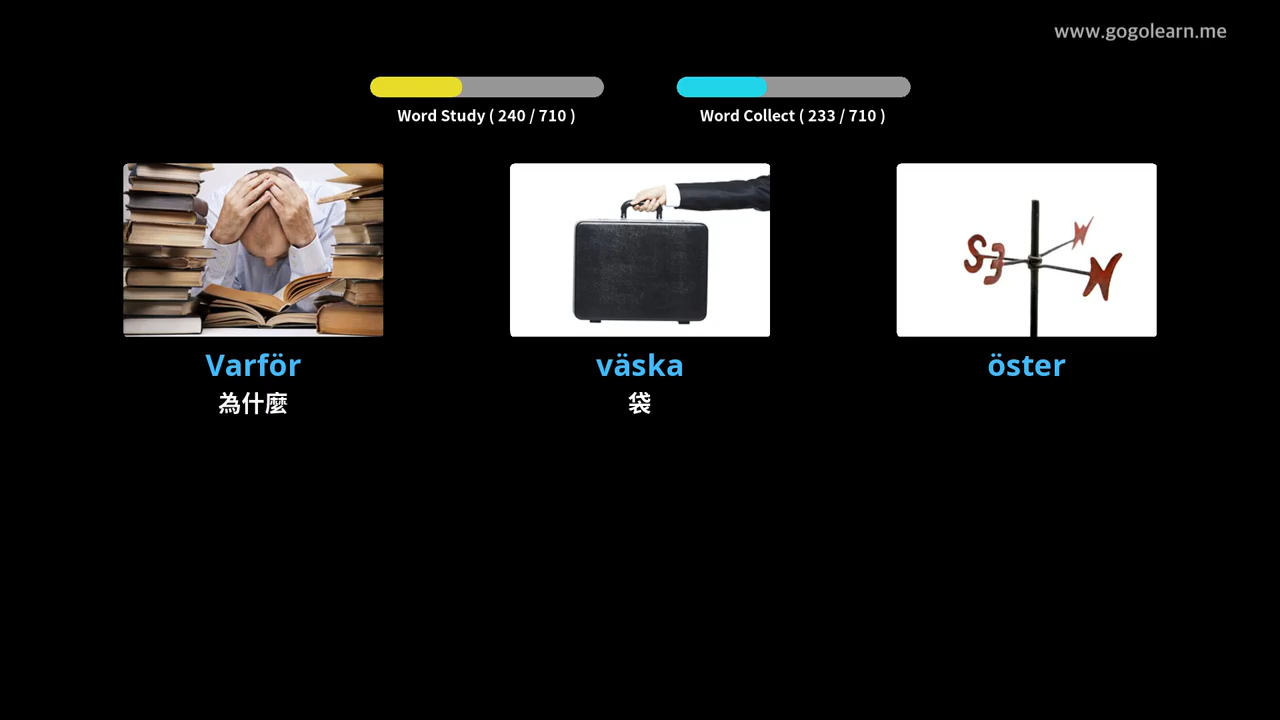 www.gogolearn.me
Word Study ( 240 / 710 )
Word Collect ( 233 / 710 )
Varför
väska
öster
為什麼
袋